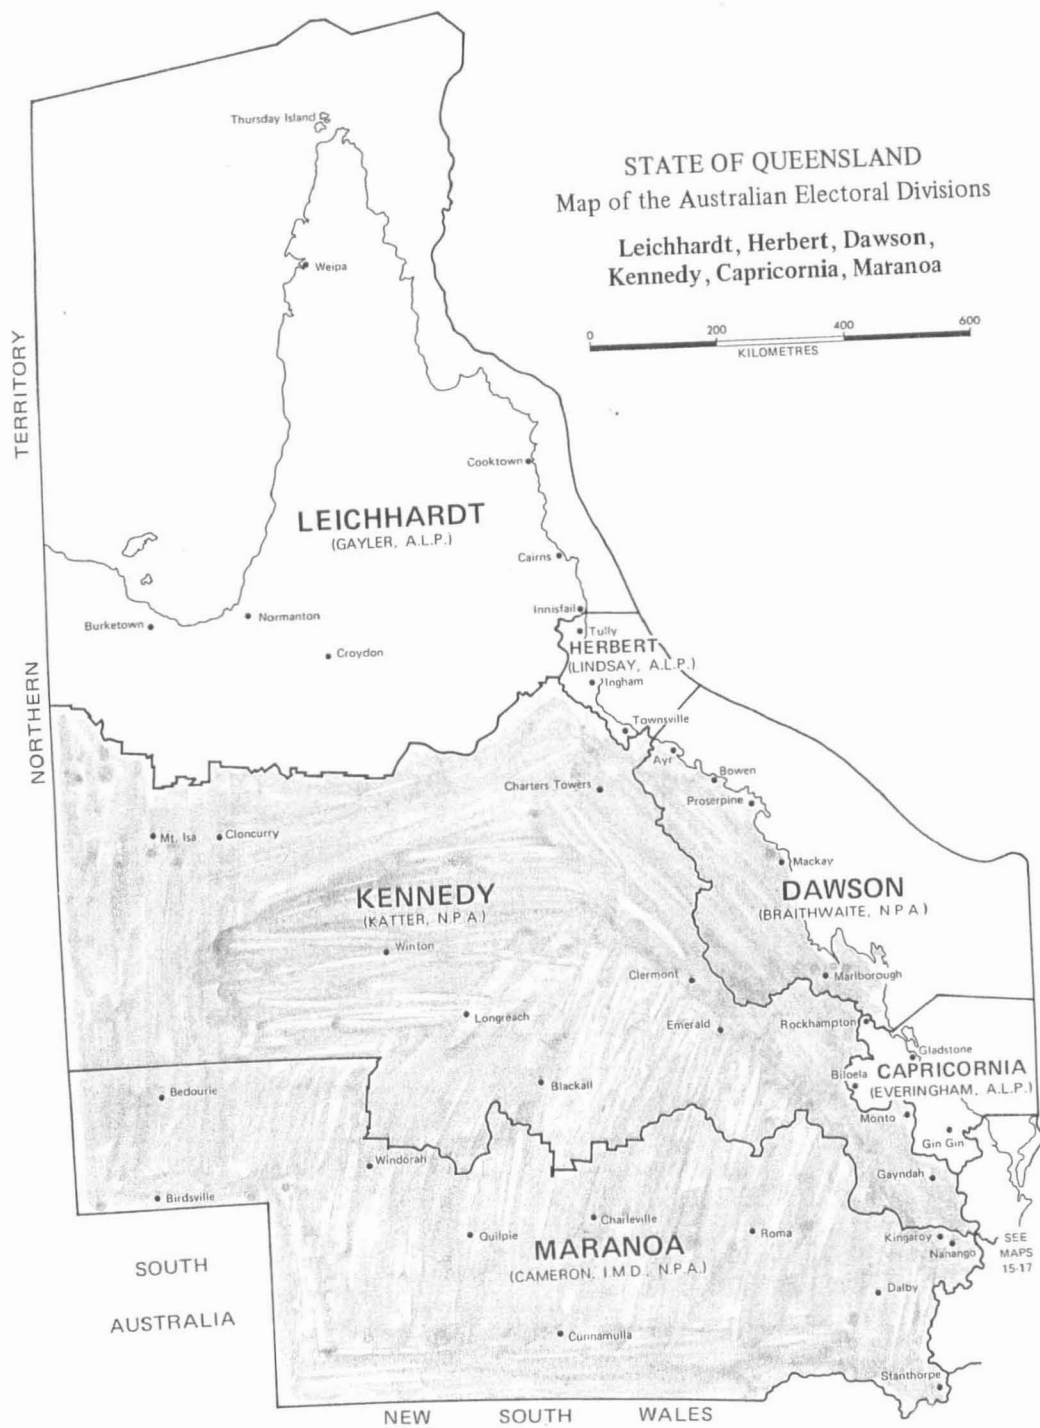 STATE OF QUEENSLAND
Map of the Australian Electoral Divisions
Leichhardt, Herbert, Dawson,
Kennedy, Capricornia, Maranoa
0 200 400 600
KILOMETRES
Thursday Island
Weipa
TERRITORY
NORTHERN
Cooktown
LEICHHARDT
(GAYLER, A.L.P.)
Cairns
Innisfail
Burketown
Normanton
Croydon
Tully
HERBERT
(LINDSAY, A.L.P.)
Ingham
Townsville
Ayr
Bowen
Charters Towers
Proserpine
Mt. Isa
Cloncurry
Mackay
KENNEDY
(KATTER, N.P.A.)
DAWSON
(BRAITHWAITE, N P A.)
Winton
Clermont
Marlborough
Longreach
Emerald
Rockhampton
Gladstone
CAPRICORNIA
(EVERINGHAM, A.L.P.)
Biloela
Bedourie
Blackall
Monto
Gin Gin
Windorah
Gayndah
Birdsville
Charleville
Quilpie
Roma
Kingaroy
Nanango
SEE
MAPS
15-17
MARANOA
(CAMERON, I.M.D., N.P.A.)
SOUTH
AUSTRALIA
Dalby
Cunnamulla
Stanthorpe
NEW SOUTH WALES